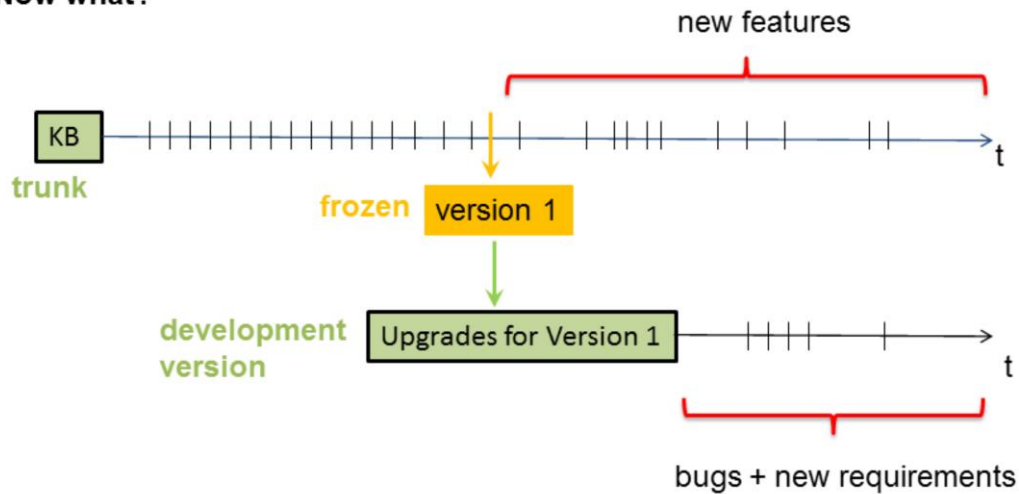 new features
KB
t
trunk
frozen
version 1
development
version
Upgrades for Version 1
t
bugs + new requirements